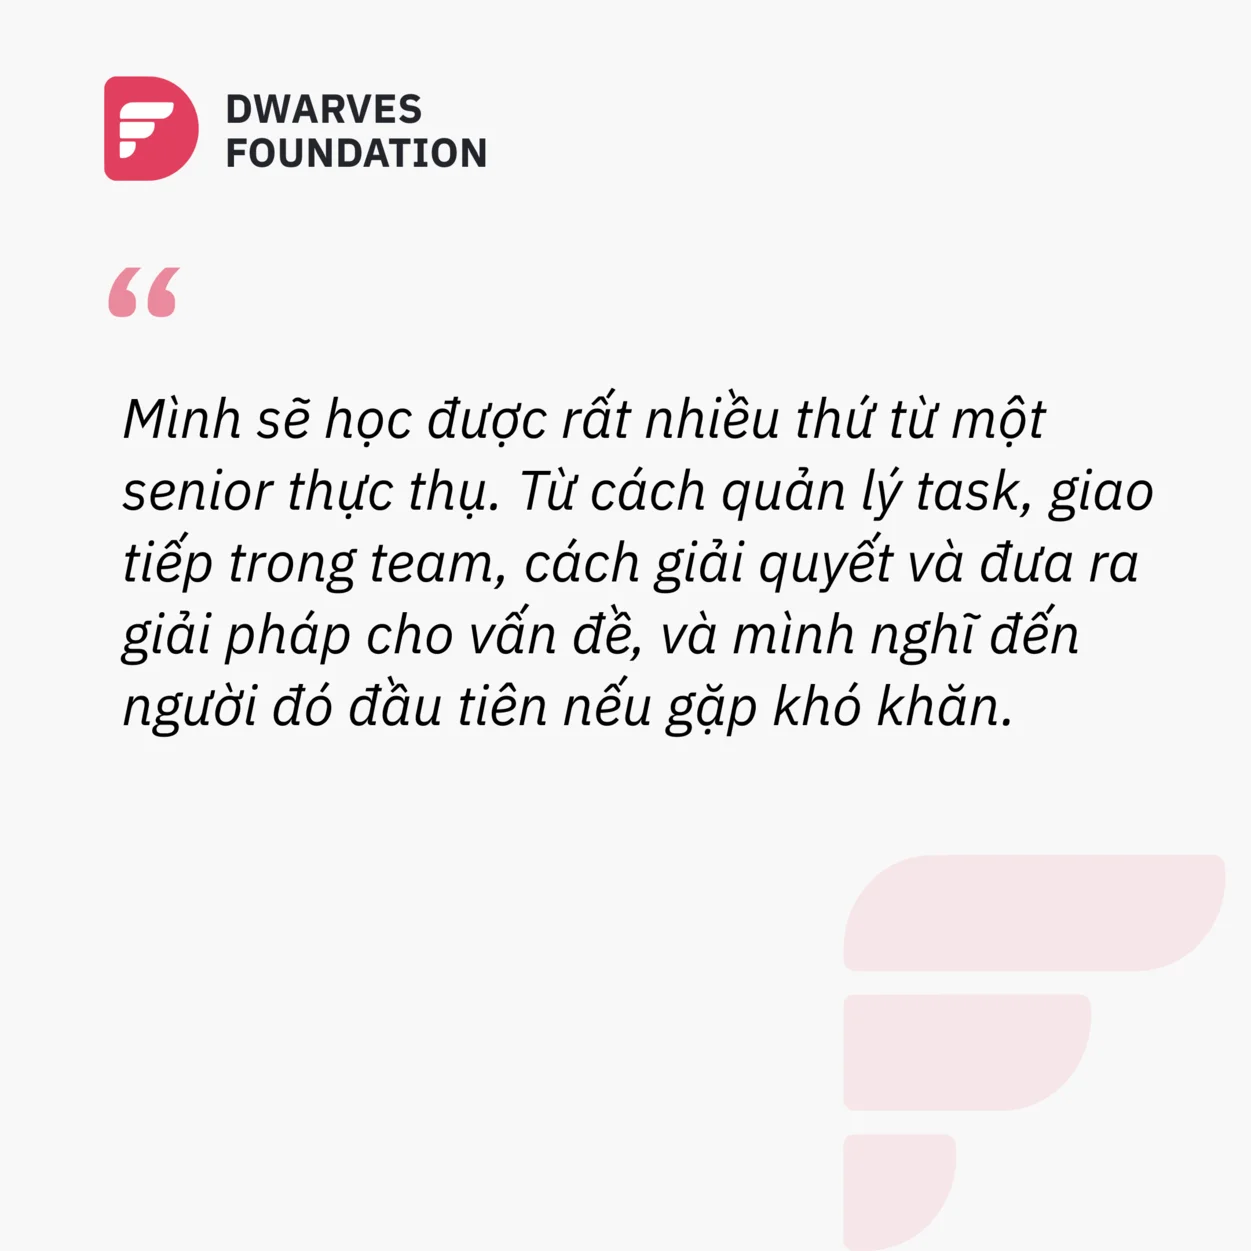 DWARVES
FOUNDATION
“
Mình sẽ học được rất nhiều thứ từ một
senior thực thụ. Từ cách quản lý task, giao
tiếp trong team, cách giải quyết và đưa ra
giải pháp cho vấn đề, và mình nghĩ đến
người đó đầu tiên nếu gặp khó khăn.